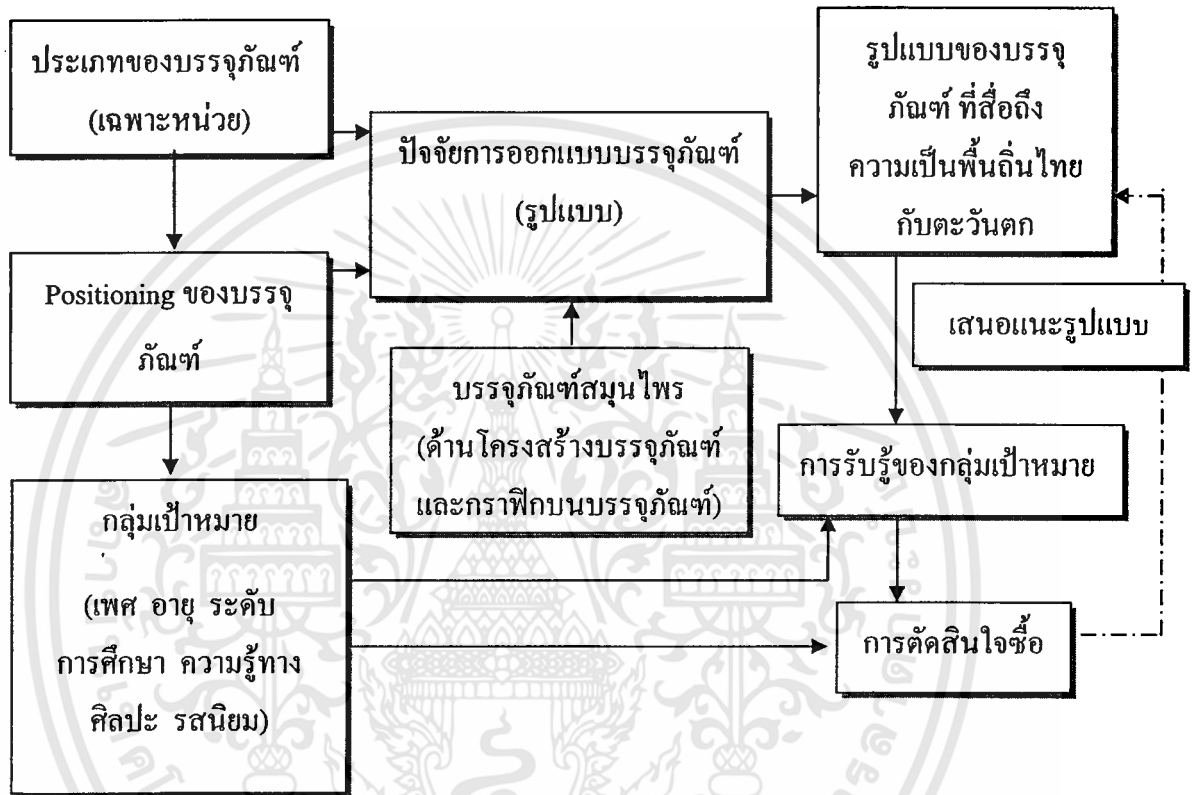 ประเภทของบรรจุภัณฑ์
(เฉพาะหน่วย)
Positioning ของบรรจุ
ภัณฑ์
กลุ่มเป้าหมาย
(เพศ อายุ ระดับ
การศึกษา ความรู้ทาง
ศิลปะ รสนิยม)
ปัจจัยการออกแบบบรรจุภัณฑ์
(รูปแบบ)
บรรจุภัณฑ์สมุนไพร
(ด้านโครงสร้างบรรจุภัณฑ์
และกราฟิกบนบรรจุภัณฑ์)
รูปแบบของบรรจุ
ภัณฑ์ ที่สื่อถึง
ความเป็นพื้นถิ่นไทย
กับตะวันตก
เสนอแนะรูปแบบ
การรับรู้ของกลุ่มเป้าหมาย
การตัดสินใจซื้อ